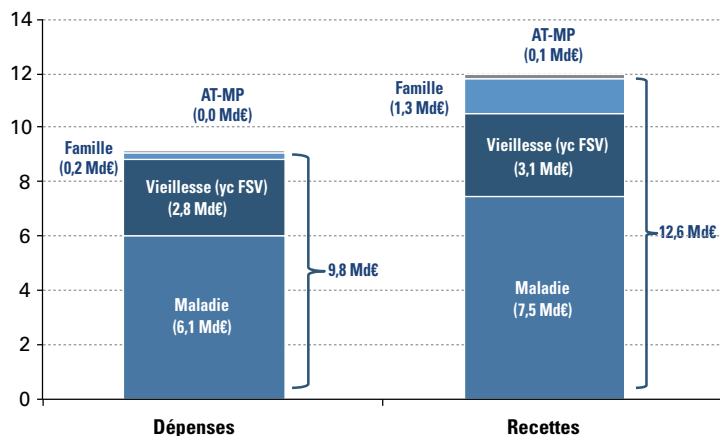 14
12
10
8
6
4
2
0
AT-MP
(0,0 Md€)
Famille
(0,2 Md€)
Vieillesse (yc FSV)
(2,8 Md€)
Maladie
(6,1 Md€)
9,8 Md€
AT-MP
(0,1 Md€)
Famille
(1,3 Md€)
Vieillesse (yc FSV)
(3,1 Md€)
Maladie
(7,5 Md€)
12,6 Md€
Dépenses
Recettes